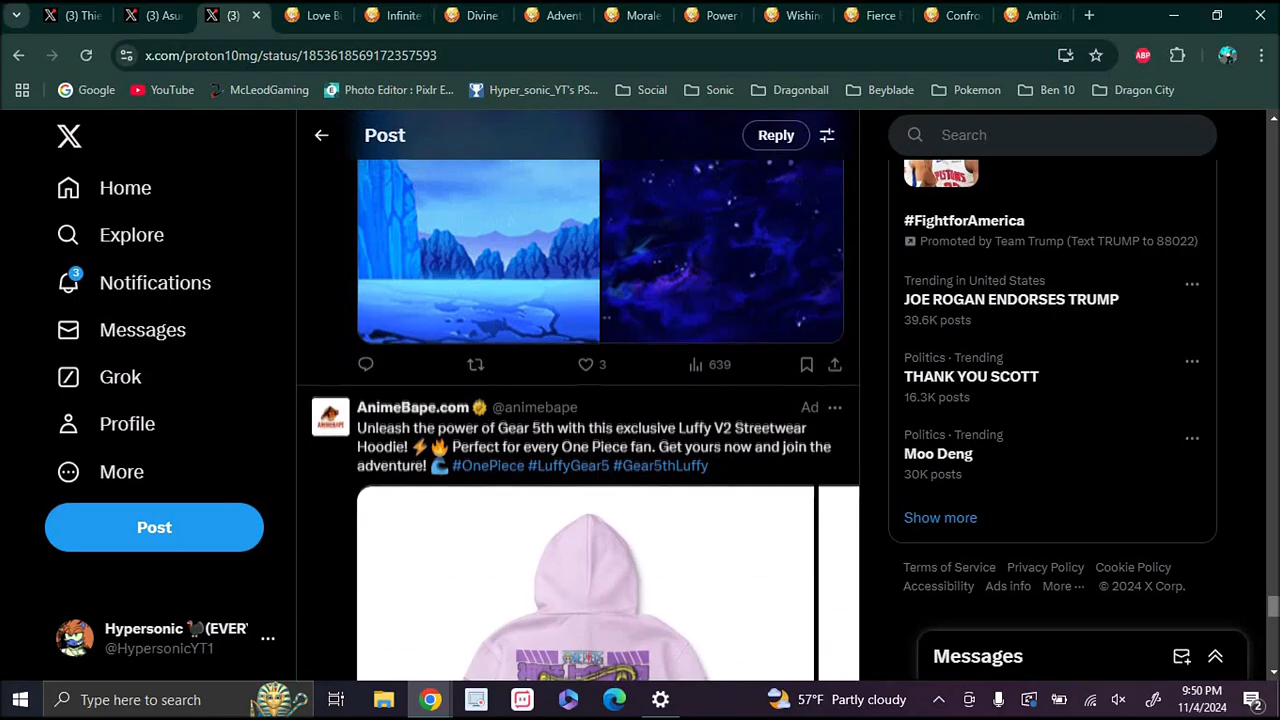 (3) Thie
(3) Asu
(3)
Love B
Infinite
Divine
Advent
Morale
Power
Wishin
Fierce
Confro
Ambiti
x.com/proton10mg/status/1853618569172357593
ABP
Google
YouTube
McLeodGaming
Photo Editor : Pixlr E...
Hyper_sonic_YT's PS...
Social
Sonic
Dragonball
Beyblade
Pokemon
Ben 10
Dragon City
Home
Explore
3
Notifications
Messages
Grok
Profile
More
Post
Hypersonic 🦃(EVER
@HypersonicYT1
Post
Reply
3
639
AnimeBape.com @animebape
Ad
Unleash the power of Gear 5th with this exclusive Luffy V2 Streetwear
Hoodie! ⚡🔥 Perfect for every One Piece fan. Get yours now and join the
adventure! 🌊 #OnePiece #LuffyGear5 #Gear5thLuffy
Search
PISTONS
#FightforAmerica
Promoted by Team Trump (Text TRUMP to 88022)
Trending in United States
JOE ROGAN ENDORSES TRUMP
39.6K posts
Politics · Trending
THANK YOU SCOTT
16.3K posts
Politics · Trending
Moo Deng
30K posts
Show more
Terms of Service Privacy Policy Cookie Policy
Accessibility Ads info More ··· © 2024 X Corp.
Messages
Type here to search
57°F Partly cloudy
9:50 PM
11/4/2024
2